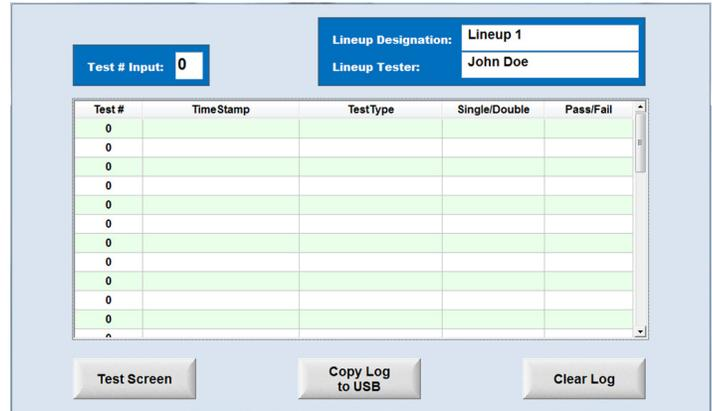 Lineup Designation: Lineup 1
Test # Input: 0
Lineup Tester: John Doe
Test # TimeStamp TestType Single/Double Pass/Fail
0
0
0
0
0
0
0
0
0
0
0
0
Test Screen
Copy Log
to USB
Clear Log